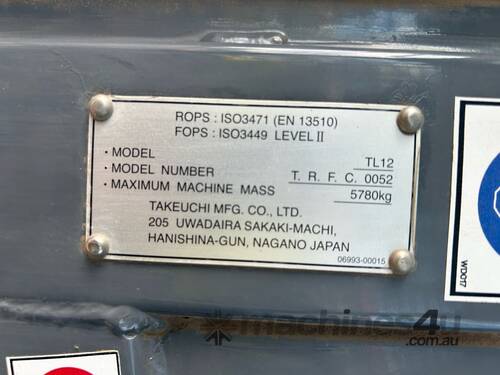 ROPS : ISO3471 (EN 13510)
FOPS : ISO3449 LEVEL II
・MODEL TL12
・MODEL NUMBER T. R. F. C. 0052
・MAXIMUM MACHINE MASS 5780kg
TAKEUCHI MFG. CO., LTD.
205 UWADAIRA SAKAKI-MACHI,
HANISHINA-GUN, NAGANO JAPAN
06993-00015
WD017
machines4u
.com.au